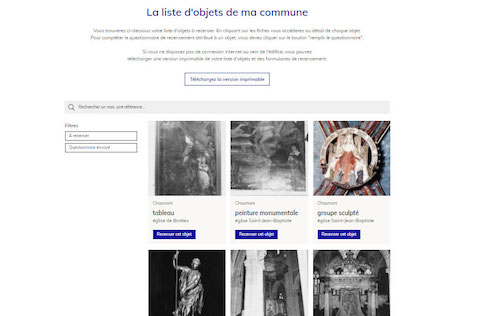 La liste d'objets de ma commune
Vous trouverez ci-dessous votre liste d'objets à recenser. En cliquant sur les fiches vous accéderez au détail de chaque objet.
Pour compléter le questionnaire de recensement attribué à un objet, vous devez cliquer sur le bouton "remplir le questionnaire".
Si vous ne disposez pas de connexion internet au sein de l'édifice, vous pouvez
télécharger une version imprimable de votre liste d'objets et des formulaires de recensement.
Téléchargez la version imprimable
Rechercher un mot, une référence...
Filtres
A recenser
Questionnaire envoyé
Chaumont
tableau
église de Brottes
Recenser cet objet
Chaumont
peinture monumentale
église Saint-Jean-Baptiste
Recenser cet objet
Chaumont
groupe sculpté
église Saint-Jean-Baptiste
Recenser cet objet